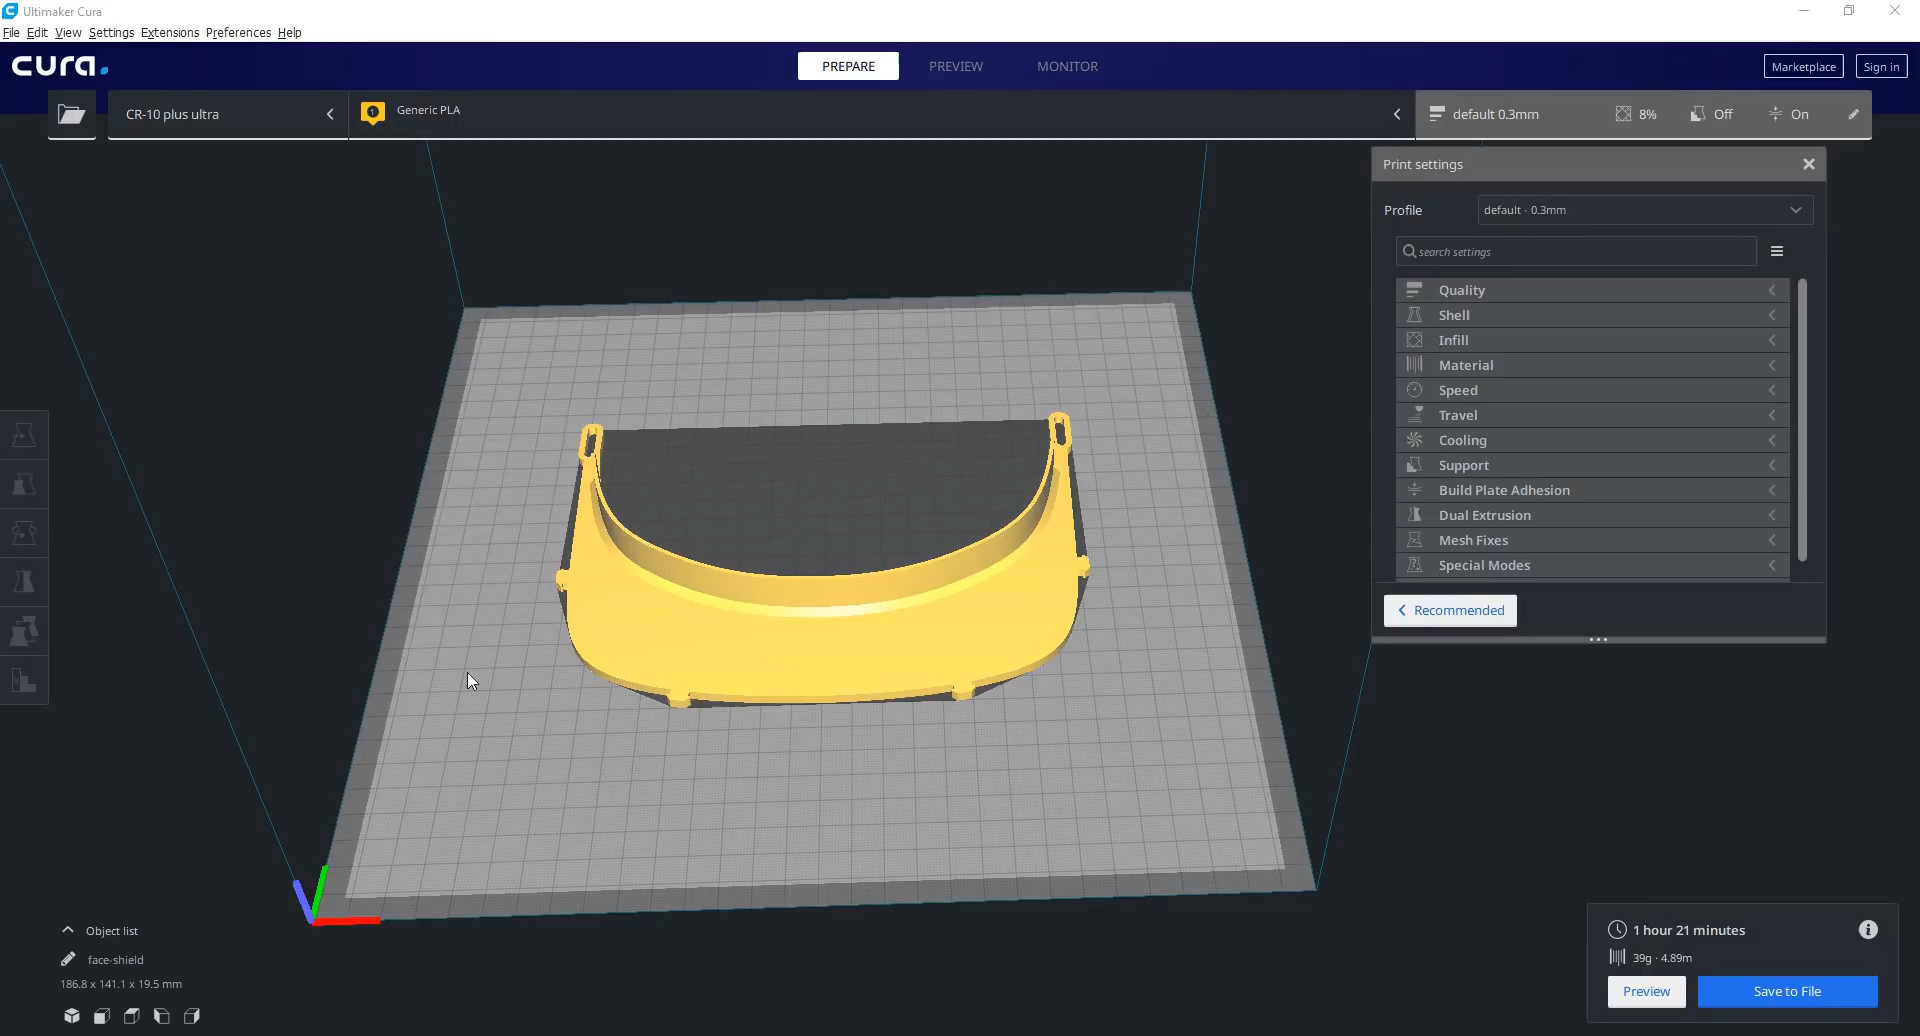 Ultimaker Cura
File Edit View Settings Extensions Preferences Help
cura.
PREPARE PREVIEW MONITOR
Marketplace Sign in
CR-10 plus ultra
1
Generic PLA
default 0.3mm 8% Off On
Print settings
Profile default - 0.3mm
search settings
Quality
Shell
Infill
Material
Speed
Travel
Cooling
Support
Build Plate Adhesion
Dual Extrusion
Mesh Fixes
Special Modes
Recommended
Object list
face-shield
186.8 x 141.1 x 19.5 mm
1 hour 21 minutes
39g · 4.89m
Preview Save to File